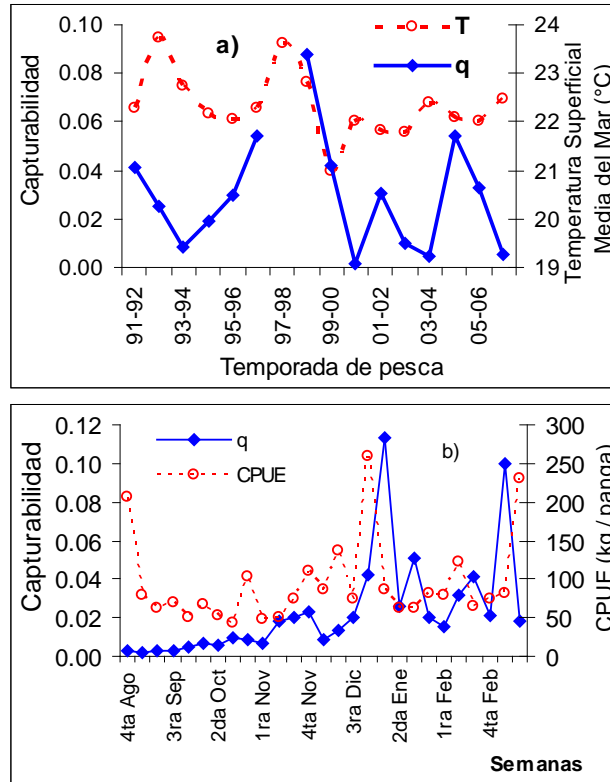 a)
T
q
Capturabilidad
0.10
0.08
0.06
0.04
0.02
0.00
24
23
22
21
20
19
Temperatura Superficial
Media del Mar (°C)
91-92
93-94
95-96
97-98
99-00
01-02
03-04
05-06
Temporada de pesca
b)
q
CPUE
Capturabilidad
0.12
0.10
0.08
0.06
0.04
0.02
0.00
300
250
200
150
100
50
0
CPUE (kg / panga)
4ta Ago
3ra Sep
2da Oct
1ra Nov
4ta Nov
3ra Dic
2da Ene
1ra Feb
4ta Feb
Semanas